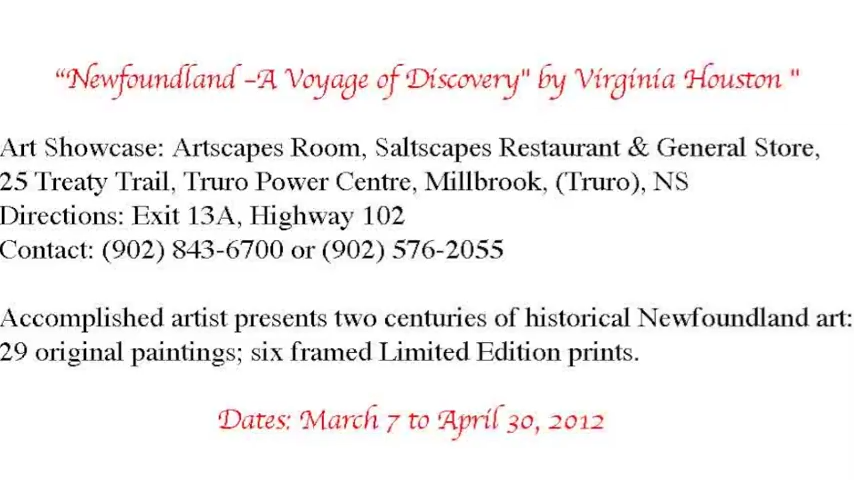 “Newfoundland –A Voyage of Discovery" by Virginia Houston "
Art Showcase: Artscapes Room, Saltscapes Restaurant & General Store,
25 Treaty Trail, Truro Power Centre, Millbrook, (Truro), NS
Directions: Exit 13A, Highway 102
Contact: (902) 843-6700 or (902) 576-2055
Accomplished artist presents two centuries of historical Newfoundland art:
29 original paintings; six framed Limited Edition prints.
Dates: March 7 to April 30, 2012